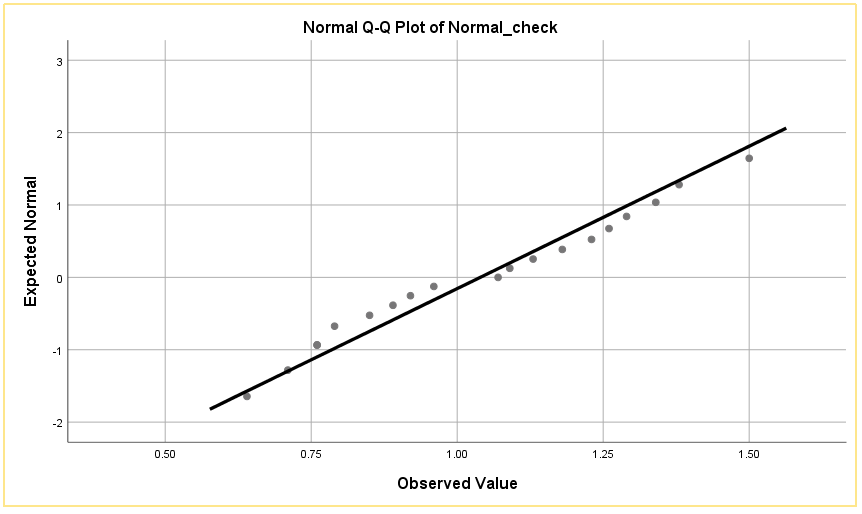 Normal Q-Q Plot of Normal_check
3
2
1
0
-1
-2
Expected Normal
0.50 0.75 1.00 1.25 1.50
Observed Value